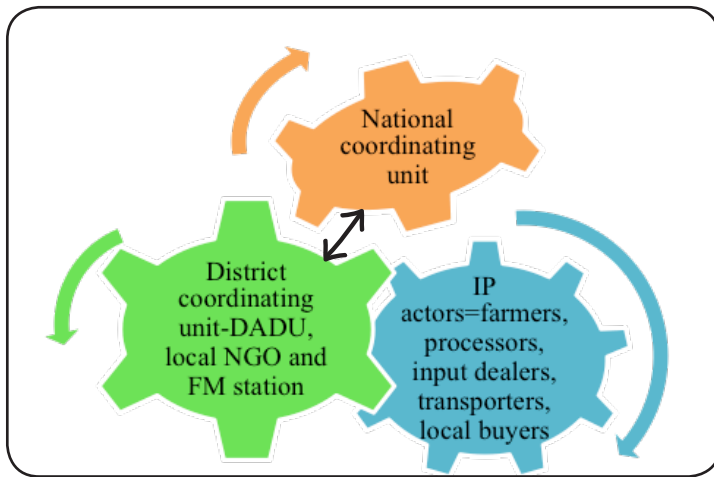 National
coordinating
unit
District
coordinating
unit-DADU,
local NGO and
FM station
IP
actors=farmers,
processors,
input dealers,
transporters,
local buyers